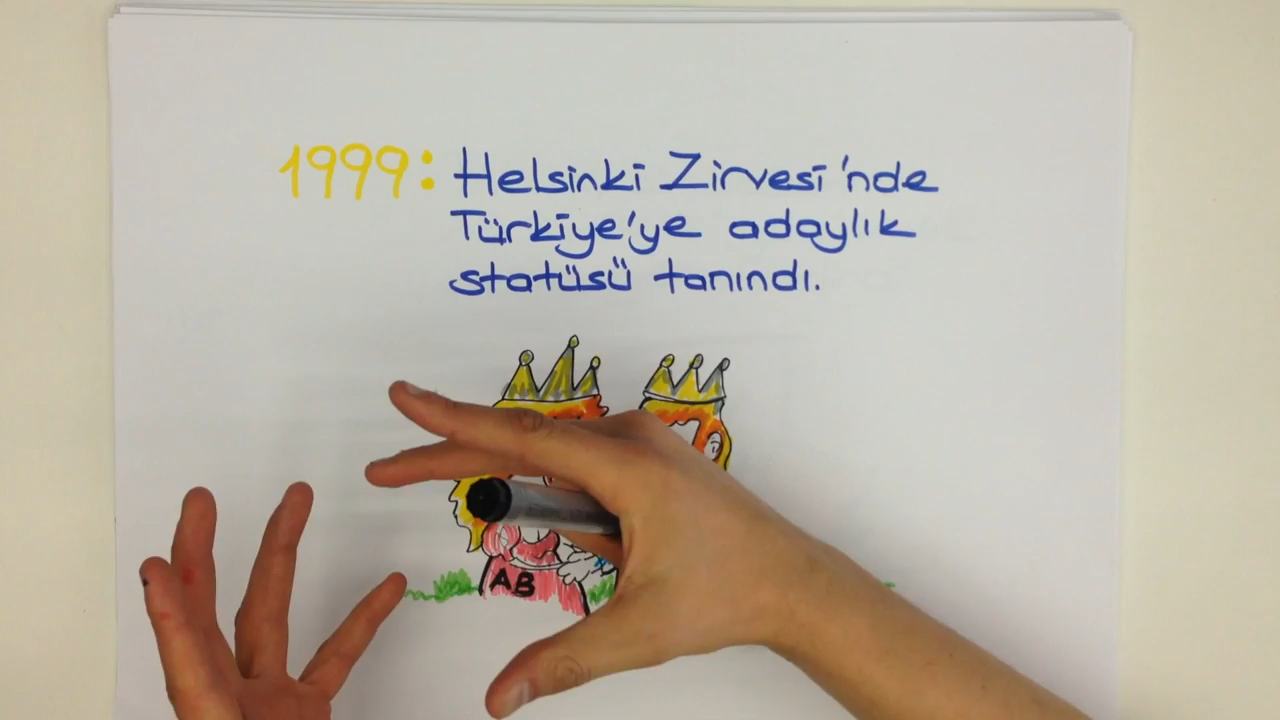 1999: Helsinki Zirvesi'nde
Türkiye'ye adaylık
statüsü tanındı.
AB